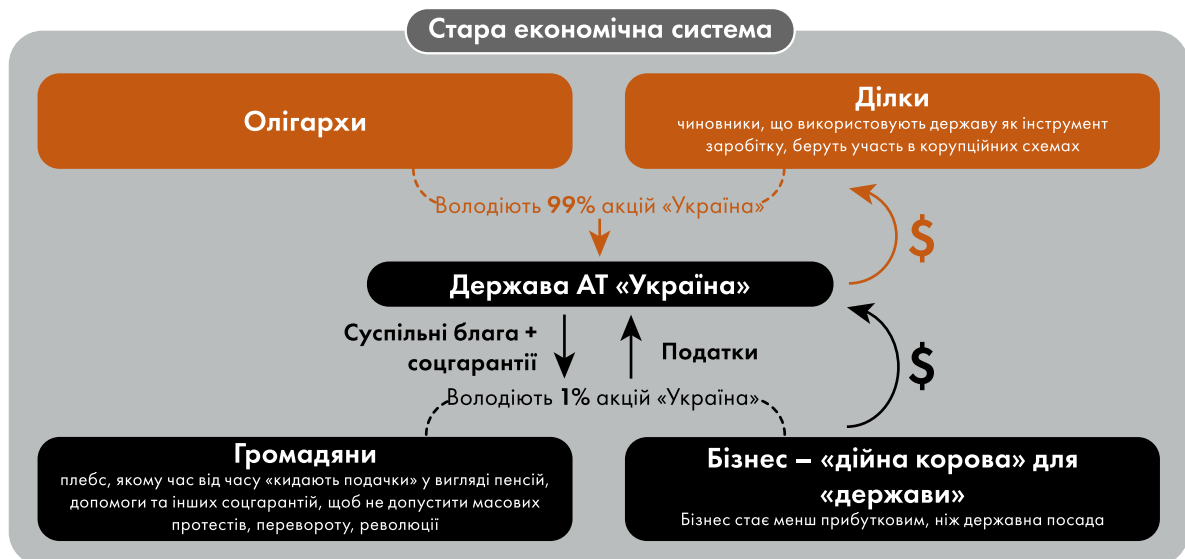 Стара економічна система
Олігархи
Ділки
чиновники, що використовують державу як інструмент
заробітку, беруть участь в корупційних схемах
Володіють 99% акцій «Україна»
$
Держава АТ «Україна»
Суспільні блага +
соцгарантії
Податки
$
Володіють 1% акцій «Україна»
Громадяни
плебс, якому час від часу «кидають подачки» у вигляді пенсій,
допомоги та інших соцгарантій, щоб не допустити масових
протестів, перевороту, революції
Бізнес – «дійна корова» для
«держави»
Бізнес стає менш прибутковим, ніж державна посада